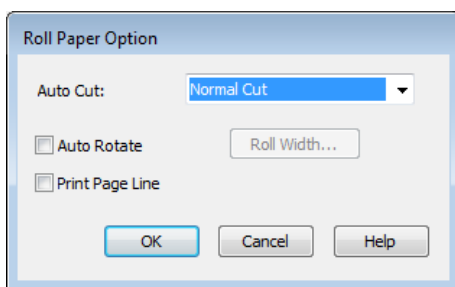 Roll Paper Option
Auto Cut: Normal Cut
Auto Rotate Roll Width...
Print Page Line
OK Cancel Help